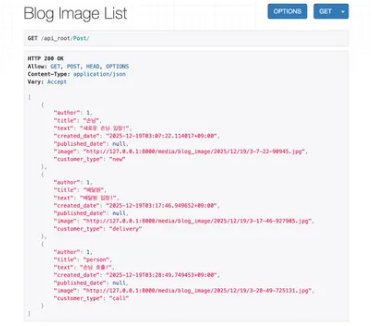 Blog Image List
OPTIONS
GET
GET /api_root/Post/
HTTP 200 OK
Allow: GET, POST, HEAD, OPTIONS
Content-Type: application/json
Vary: Accept
[
{
"author": 1,
"title": "손님",
"text": "새로운 손님 입장!",
"created_date": "2025-12-19T03:07:22.114017+09:00",
"published_date": null,
"image": "http://127.0.0.1:8000/media/blog_image/2025/12/19/3-7-22-90945.jpg",
"customer_type": "new"
},
{
"author": 1,
"title": "배달원",
"text": "배달원 입장!",
"created_date": "2025-12-19T03:17:46.949652+09:00",
"published_date": null,
"image": "http://127.0.0.1:8000/media/blog_image/2025/12/19/3-17-46-927905.jpg",
"customer_type": "delivery"
},
{
"author": 1,
"title": "person",
"text": "손님 호출!",
"created_date": "2025-12-19T03:28:49.749453+09:00",
"published_date": null,
"image": "http://127.0.0.1:8000/media/blog_image/2025/12/19/3-28-49-725131.jpg",
"customer_type": "call"
}
]